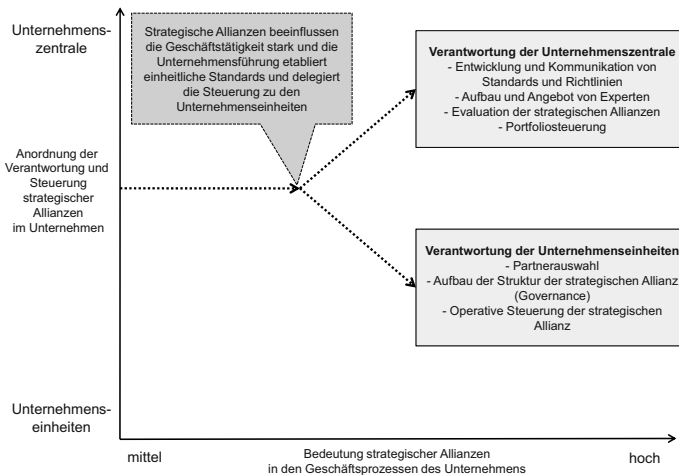 Unternehmens-
zentrale
Strategische Allianzen beeinflussen
die Geschäftstätigkeit stark und die
Unternehmensführung etabliert
einheitliche Standards und delegiert
die Steuerung zu den
Unternehmenseinheiten
Verantwortung der Unternehmenszentrale
- Entwicklung und Kommunikation von
Standards und Richtlinien
- Aufbau und Angebot von Experten
- Evaluation der strategischen Allianzen
- Portfoliosteuerung
Anordnung der
Verantwortung und
Steuerung
strategischer
Allianzen
im Unternehmen
Verantwortung der Unternehmenseinheiten
- Partnerauswahl
- Aufbau der Struktur der strategischen Allianz
(Governance)
- Operative Steuerung der strategischen
Allianz
Unternehmens-
einheiten
mittel
Bedeutung strategischer Allianzen
in den Geschäftsprozessen des Unternehmens
hoch